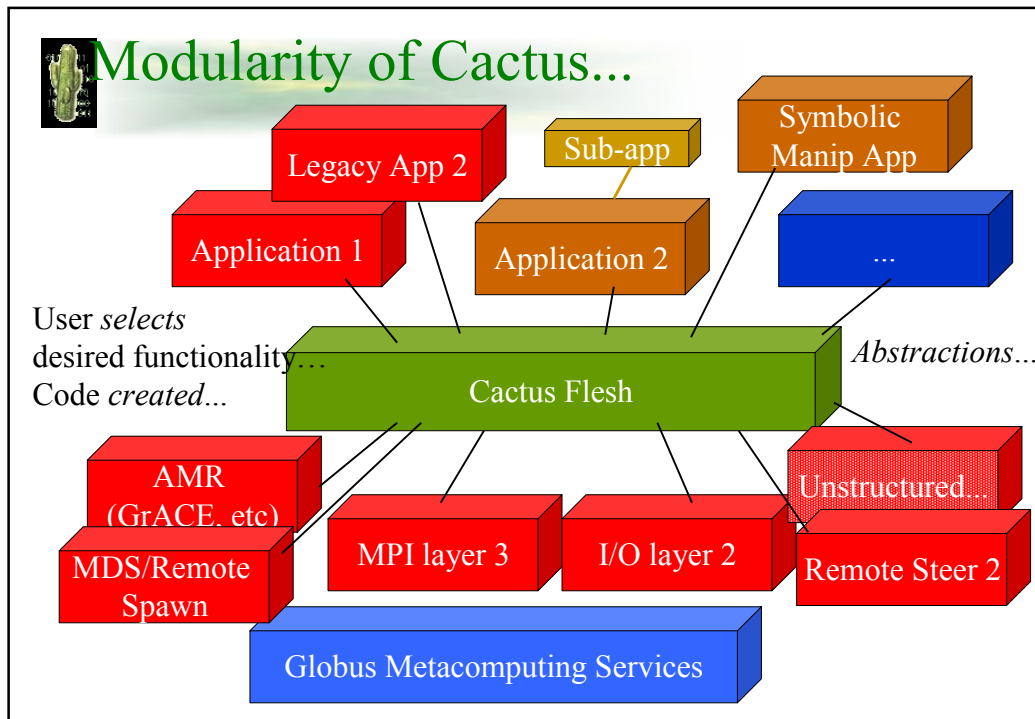 Modularity of Cactus...
Legacy App 2
Sub-app
Symbolic
Manip App
Application 1
Application 2
...
User selects
desired functionality…
Code created...
Abstractions...
Cactus Flesh
AMR
(GrACE, etc)
Unstructured...
MDS/Remote
Spawn
MPI layer 3
I/O layer 2
Remote Steer 2
Globus Metacomputing Services